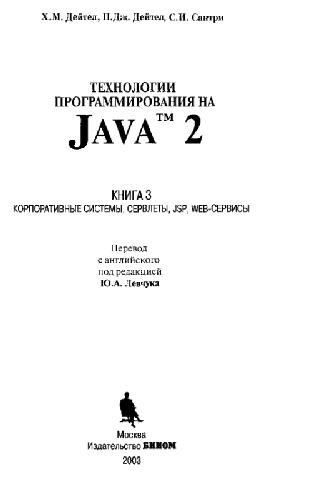 Х.М. Дейтел, П.Дж. Дейтел, С.И. Сантри
ТЕХНОЛОГИИ
ПРОГРАММИРОВАНИЯ НА
JAVA™ 2
КНИГА 3
КОРПОРАТИВНЫЕ СИСТЕМЫ, СЕРВЛЕТЫ, JSP, WEB-СЕРВИСЫ
Перевод
с английского
под редакцией
Ю.А. Левчука
Москва
Издательство БИНОМ
2003